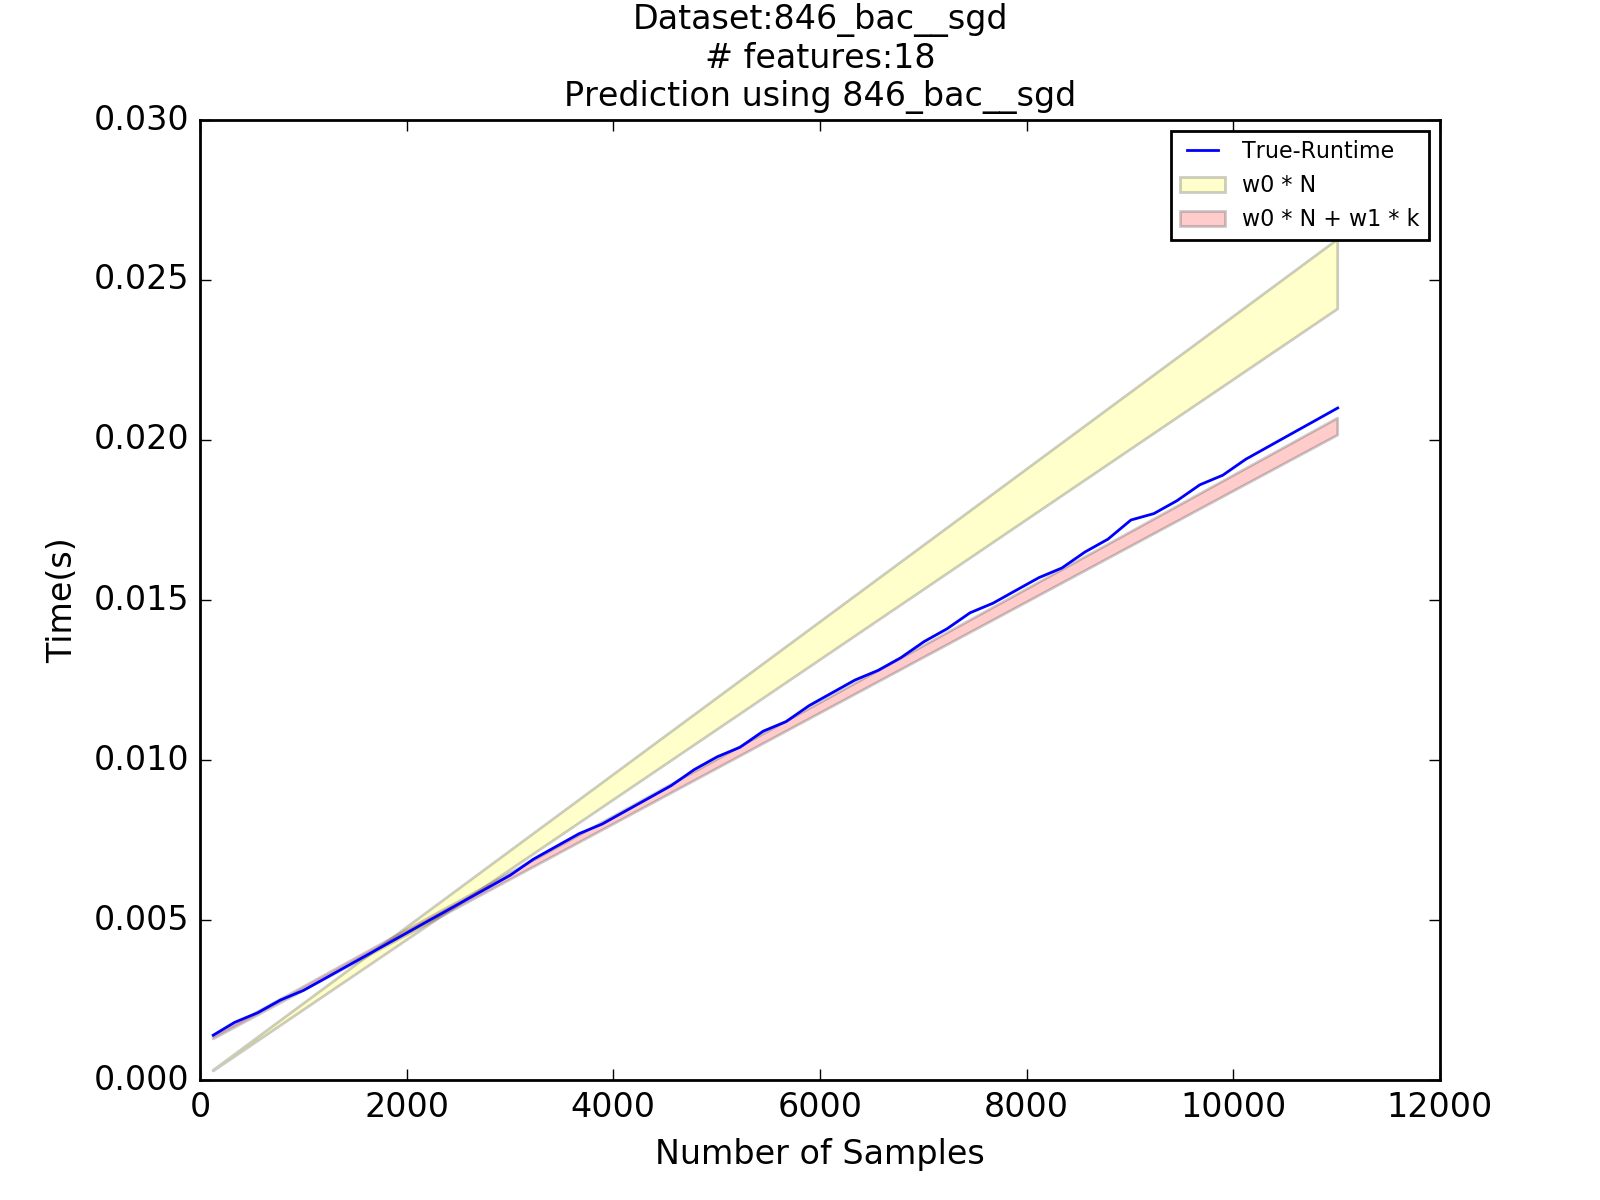 Dataset:846_bac__sgd
# features:18
Prediction using 846_bac__sgd
0.030
0.025
0.020
0.015
0.010
0.005
0.000
Time(s)
True-Runtime
w0 * N
w0 * N + w1 * k
0 2000 4000 6000 8000 10000 12000
Number of Samples